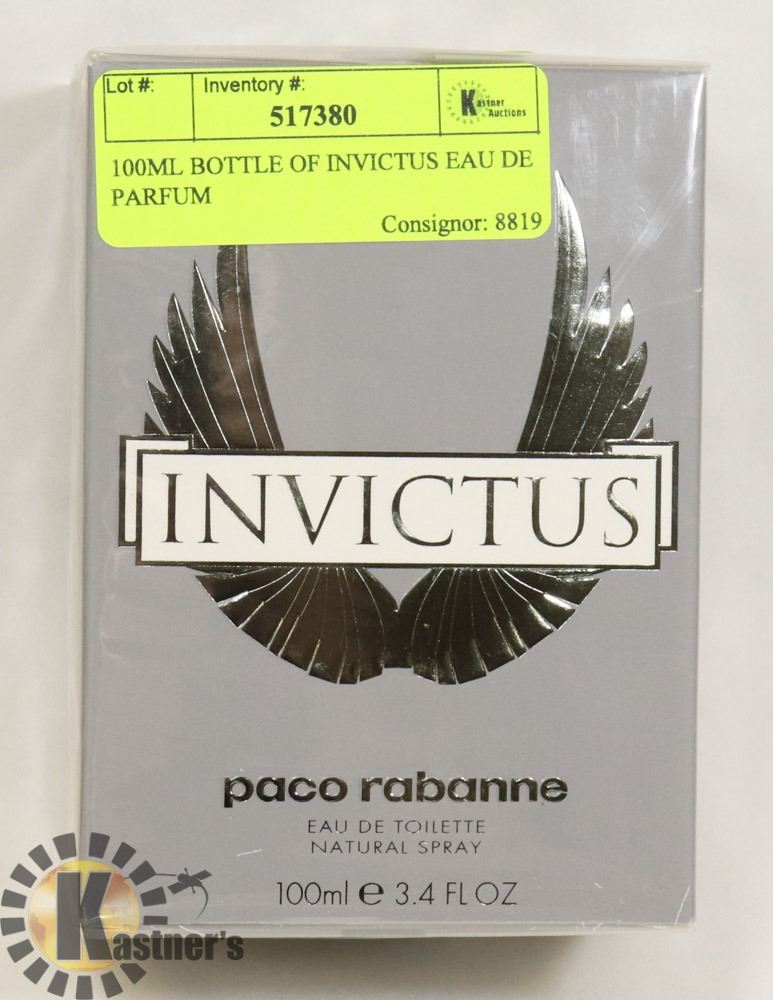 Lot #:
Inventory #:
517380
Kastner
Auctions
100ML BOTTLE OF INVICTUS EAU DE
PARFUM
Consignor: 8819
INVICTUS
paco rabanne
EAU DE TOILETTE
NATURAL SPRAY
100ml e 3.4 FL OZ
Kastner's